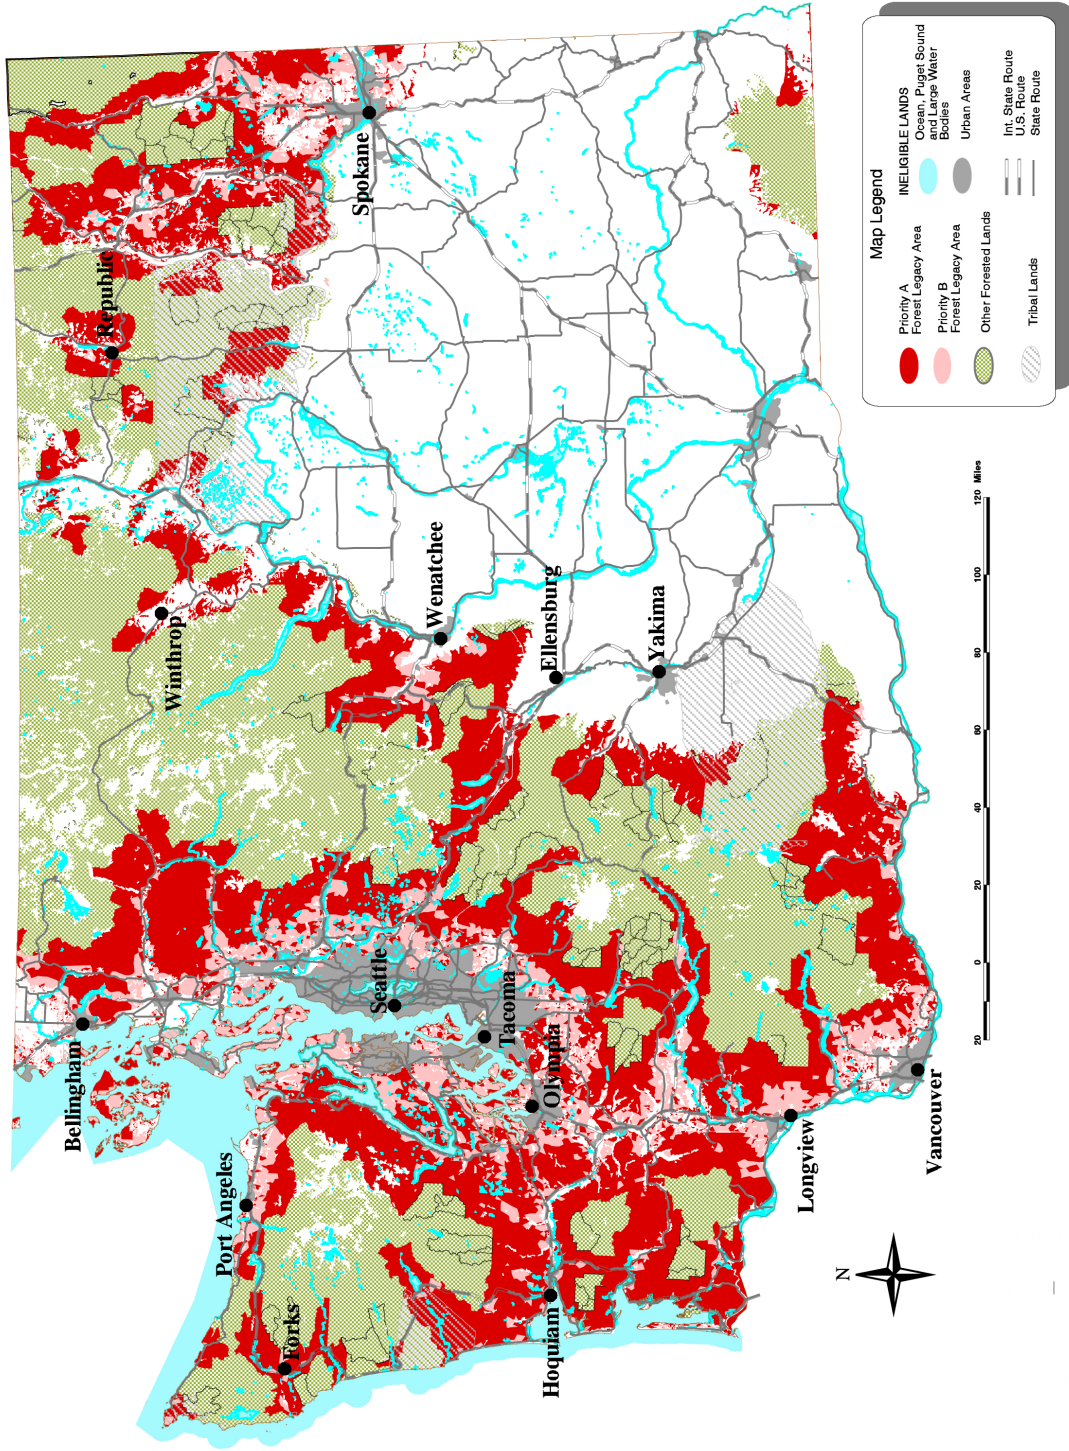 Spokane
Republic
Winthrop
Wenatchee
Ellensburg
Yakima
Bellingham
Seattle
Tacoma
Olympia
Port Angeles
Forks
Hoquiam
Longview
Vancouver
N
20 0 20 40 60 80 100 120 Miles
Map Legend
Priority A
Forest Legacy Area
Priority B
Forest Legacy Area
Other Forested Lands
Tribal Lands
INELIGIBLE LANDS
Ocean, Puget Sound
and Large Water
Bodies
Urban Areas
Int. State Route
U.S. Route
State Route